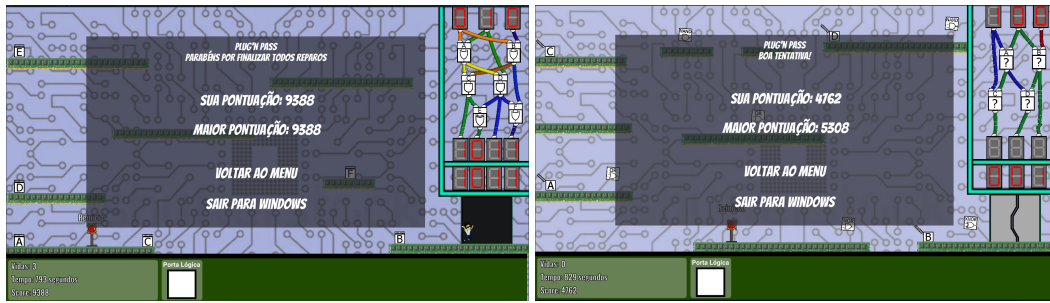 PLUG'N PASS
PARABÉNS POR FINALIZAR TODOS REPAROS
SUA PONTUAÇÃO: 9388
MAIOR PONTUAÇÃO: 9388
VOLTAR AO MENU
SAIR PARA WINDOWS
E
D
A
C
B
F
Vidas: 3
Tempo: 793 segundos
Score: 9388
Porta Lógica
PLUG'N PASS
BOA TENTATIVA!
SUA PONTUAÇÃO: 4762
MAIOR PONTUAÇÃO: 5308
VOLTAR AO MENU
SAIR PARA WINDOWS
C
D
A
B
? ?
? ?
Vidas: 0
Tempo: 829 segundos
Score: 4762
Porta Lógica